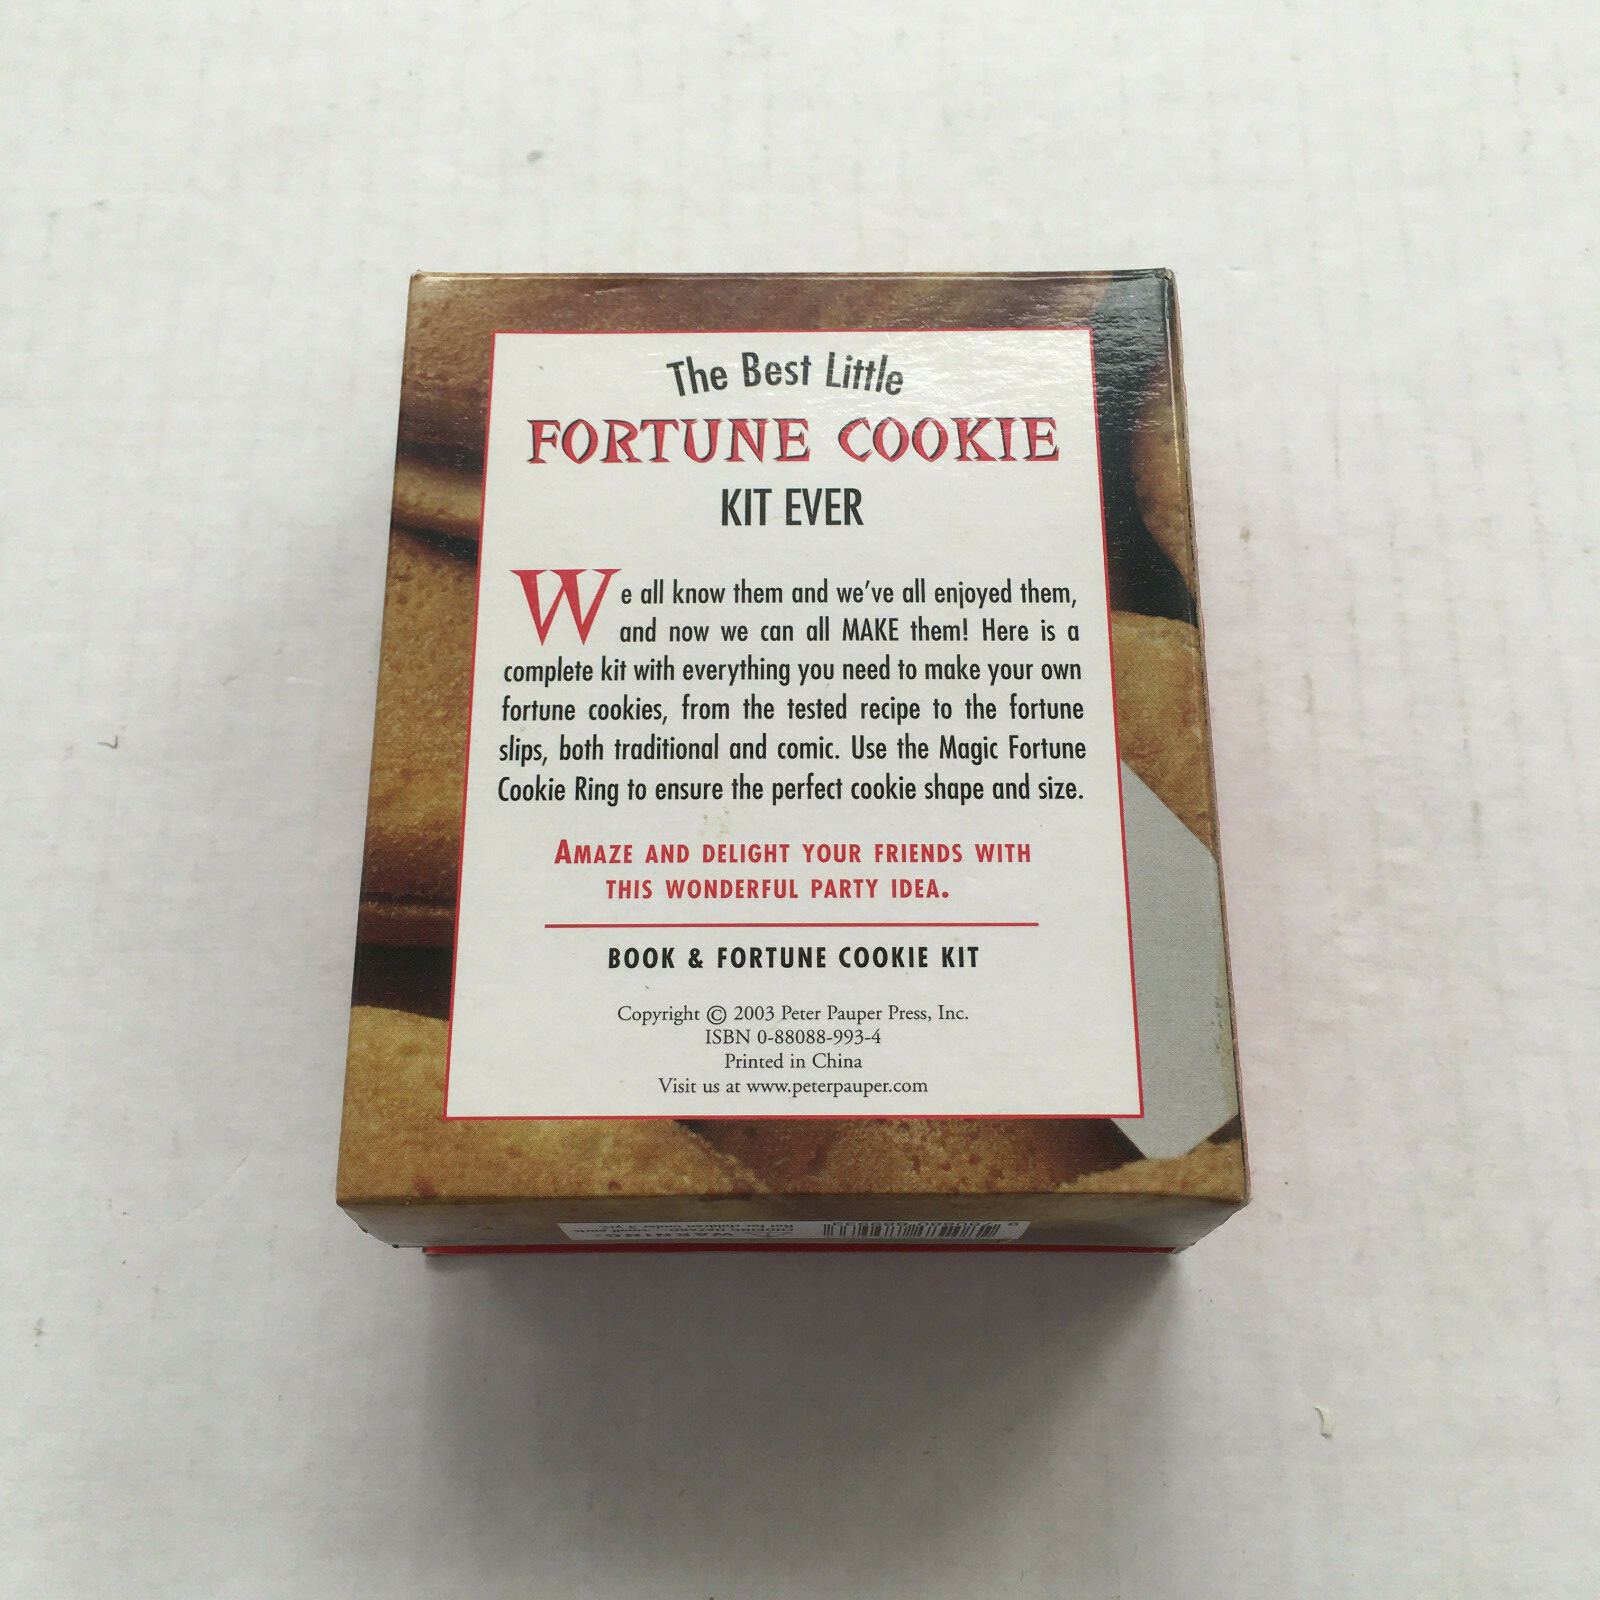 The Best Little
FORTUNE COOKIE
KIT EVER
We all know them and we've all enjoyed them,
and now we can all MAKE them! Here is a
complete kit with everything you need to make your own
fortune cookies, from the tested recipe to the fortune
slips, both traditional and comic. Use the Magic Fortune
Cookie Ring to ensure the perfect cookie shape and size.
AMAZE AND DELIGHT YOUR FRIENDS WITH
THIS WONDERFUL PARTY IDEA.
BOOK & FORTUNE COOKIE KIT
Copyright © 2003 Peter Pauper Press, Inc.
ISBN 0-88088-993-4
Printed in China
Visit us at www.peterpauper.com
WARNING: